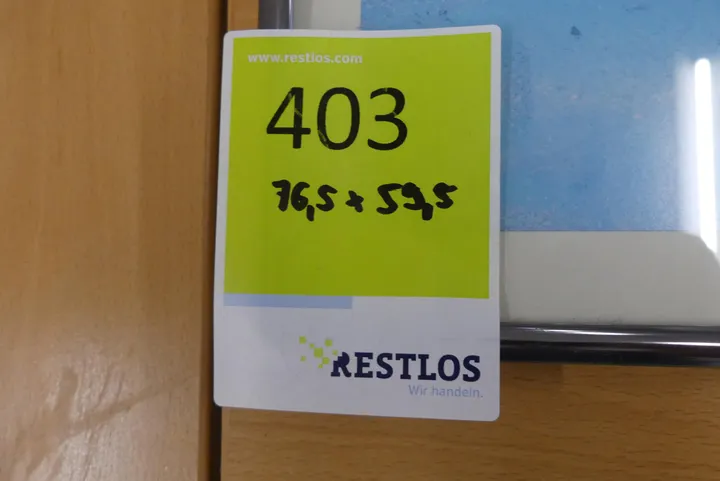 www.restlos.com
403
76,5 x 59,5
RESTLOS
Wir handeln.